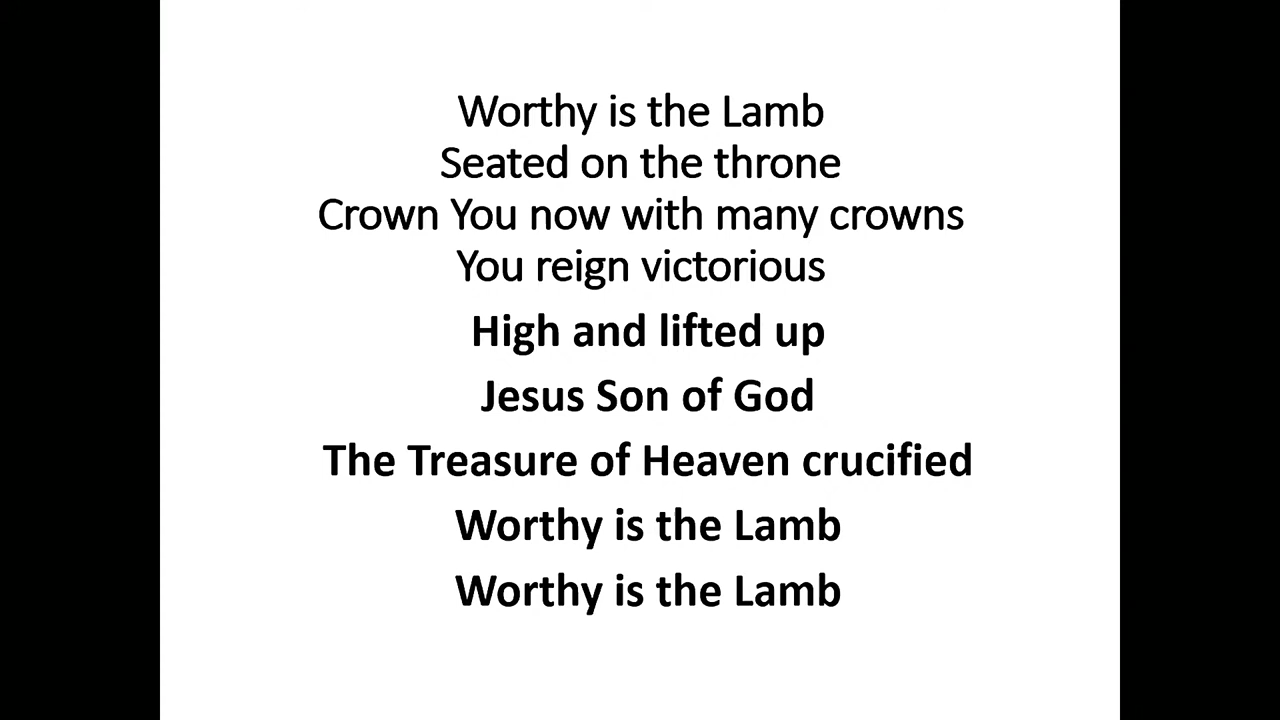 Worthy is the Lamb
Seated on the throne
Crown You now with many crowns
You reign victorious
High and lifted up
Jesus Son of God
The Treasure of Heaven crucified
Worthy is the Lamb
Worthy is the Lamb